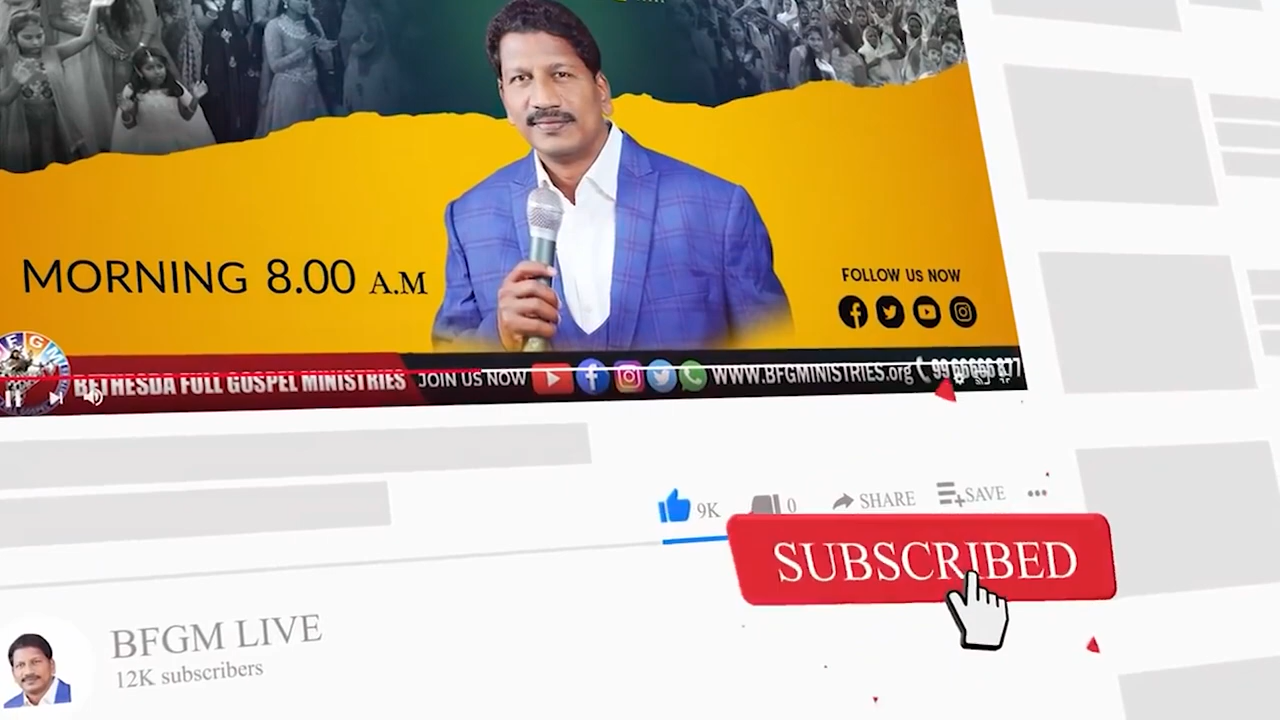 MORNING 8.00 A.M
FOLLOW US NOW
BETHESDA FULL GOSPEL MINISTRIES
JOIN US NOW
WWW.BFGMINISTRIES.org
9K
0
SHARE
SAVE
SUBSCRIBED
BFGM LIVE
12K subscribers